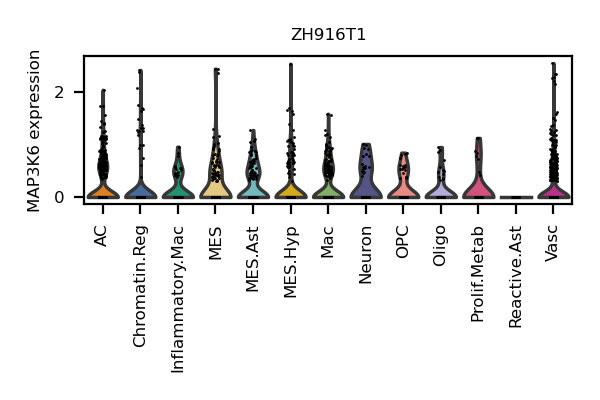 ZH916T1
MAP3K6 expression
2
0
AC
Chromatin.Reg
Inflammatory.Mac
MES
MES.Ast
MES.Hyp
Mac
Neuron
OPC
Oligo
Prolif.Metab
Reactive.Ast
Vasc